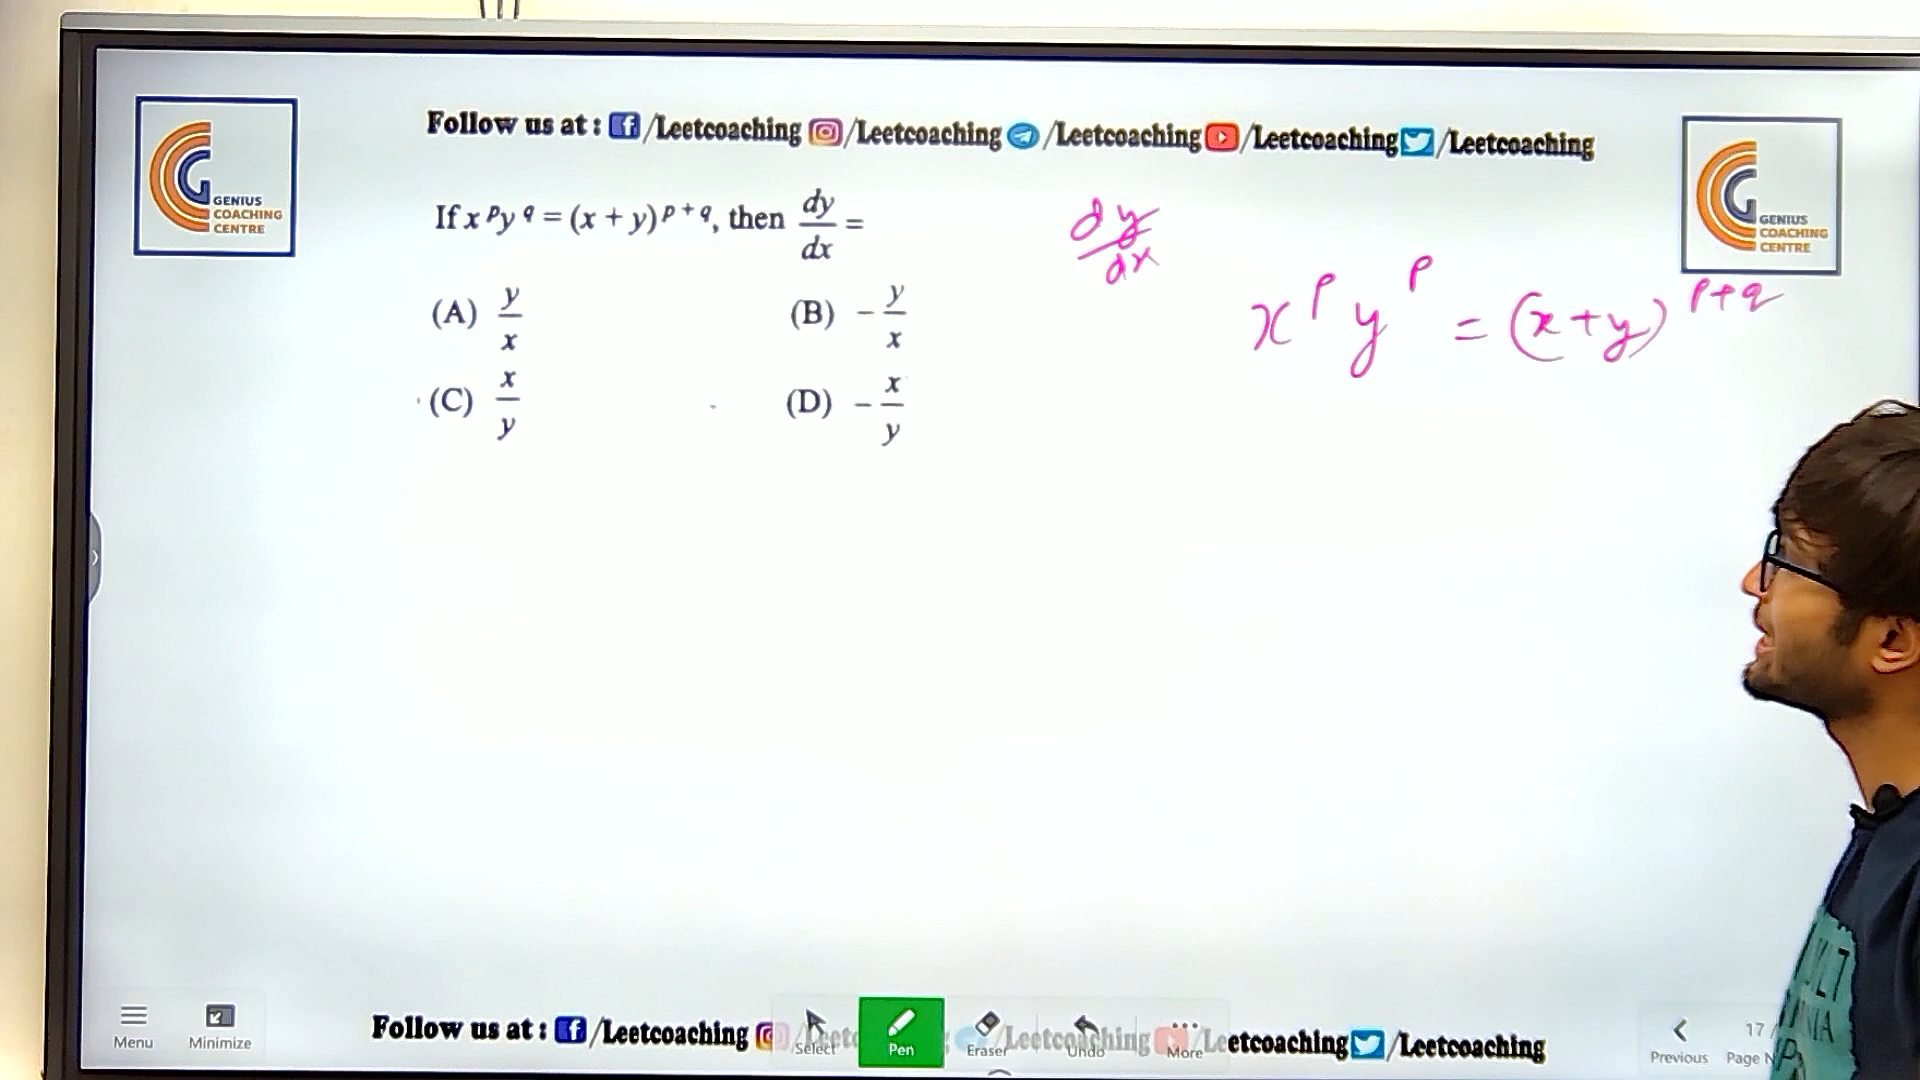 Follow us at : /Leetcoaching /Leetcoaching /Leetcoaching /Leetcoaching /Leetcoaching
GENIUS
COACHING
CENTRE
GENIUS
COACHING
CENTRE
If x^p y^q = (x + y)^{p + q}, then dy/dx =
(A) y/x (B) – y/x
(C) x/y (D) – x/y
dy/dx
x^p y^p = (x+y)^{p+q}
Menu
Minimize
Follow us at : /Leetcoaching Leetcoaching Leetcoaching /Leetcoaching
Select
Pen
Eraser
Undo
More
Previous
17 /
Page